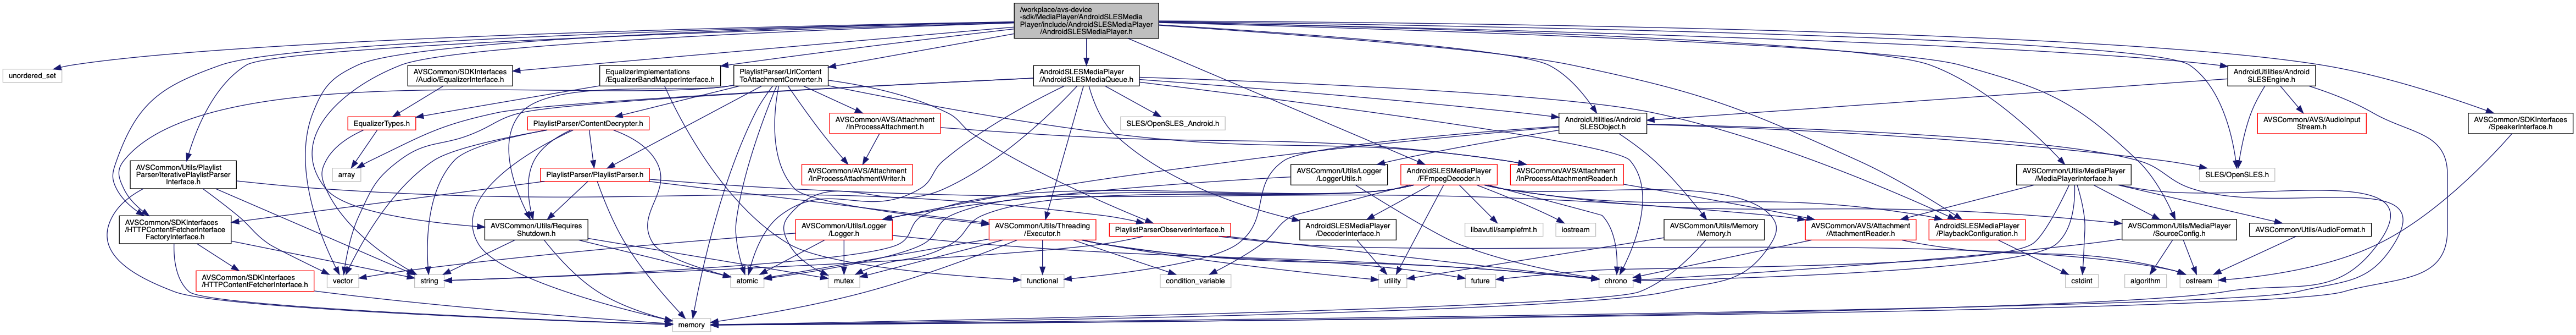 /workplace/avs-device
-sdk/MediaPlayer/AndroidSLESMedia
Player/include/AndroidSLESMediaPlayer
/AndroidSLESMediaPlayer.h
unordered_set
AVSCommon/SDKInterfaces
/Audio/EqualizerInterface.h
EqualizerImplementations
/EqualizerBandMapperInterface.h
PlaylistParser/UrlContent
ToAttachmentConverter.h
AndroidSLESMediaPlayer
/AndroidSLESMediaQueue.h
AndroidUtilities/Android
SLESEngine.h
EqualizerTypes.h
PlaylistParser/ContentDecrypter.h
AVSCommon/AVS/Attachment
/InProcessAttachment.h
SLES/OpenSLES_Android.h
AndroidUtilities/Android
SLESObject.h
AVSCommon/AVS/AudioInput
Stream.h
AVSCommon/SDKInterfaces
/SpeakerInterface.h
AVSCommon/Utils/Playlist
Parser/IterativePlaylistParser
Interface.h
array
PlaylistParser/PlaylistParser.h
AVSCommon/AVS/Attachment
/InProcessAttachmentWriter.h
AVSCommon/Utils/Logger
/LoggerUtils.h
AndroidSLESMediaPlayer
/FFmpegDecoder.h
AVSCommon/AVS/Attachment
/InProcessAttachmentReader.h
AVSCommon/Utils/MediaPlayer
/MediaPlayerInterface.h
SLES/OpenSLES.h
AVSCommon/SDKInterfaces
/HTTPContentFetcherInterface
FactoryInterface.h
AVSCommon/Utils/Requires
Shutdown.h
AVSCommon/Utils/Logger
/Logger.h
AVSCommon/Utils/Threading
/Executor.h
PlaylistParserObserverInterface.h
AndroidSLESMediaPlayer
/DecoderInterface.h
libavutil/samplefmt.h
iostream
AVSCommon/Utils/Memory
/Memory.h
AVSCommon/AVS/Attachment
/AttachmentReader.h
AndroidSLESMediaPlayer
/PlaybackConfiguration.h
AVSCommon/Utils/MediaPlayer
/SourceConfig.h
AVSCommon/Utils/AudioFormat.h
AVSCommon/SDKInterfaces
/HTTPContentFetcherInterface.h
vector
string
atomic
mutex
functional
condition_variable
utility
future
chrono
cstdint
algorithm
ostream
memory